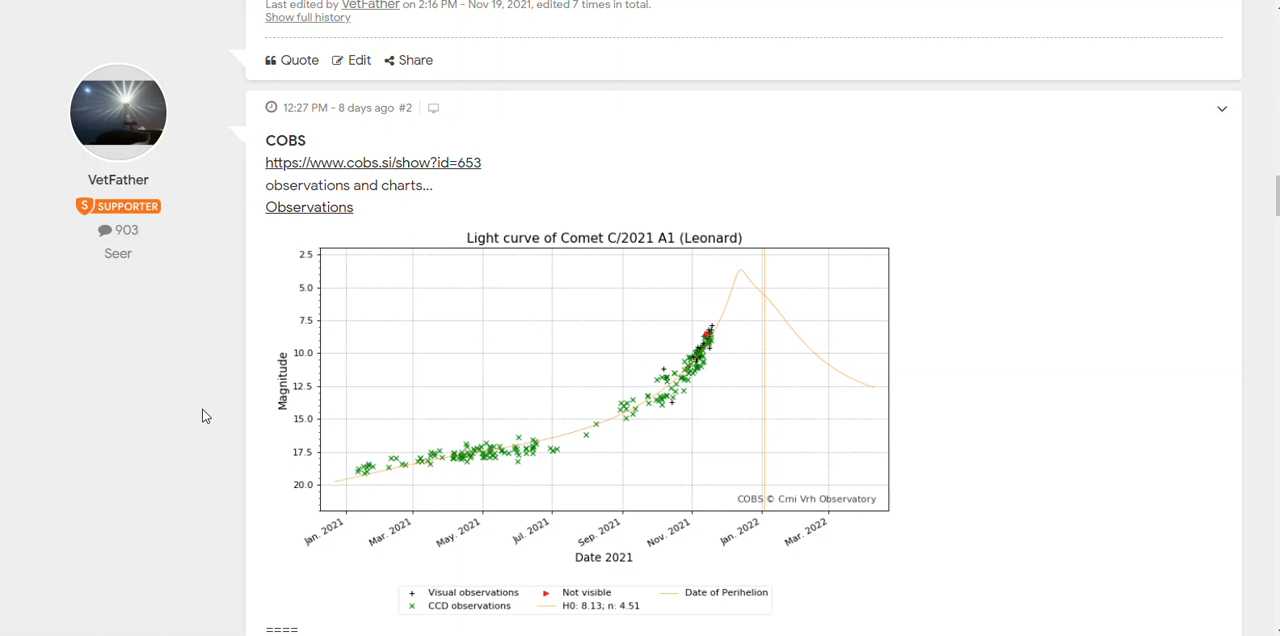 Last edited by VetFather on 2:16 PM - Nov 19, 2021, edited 7 times in total.
Show full history
Quote Edit Share
VetFather
S SUPPORTER
903
Seer
12:27 PM - 8 days ago #2
COBS
https://www.cobs.si/show?id=653
observations and charts...
Observations
Light curve of Comet C/2021 A1 (Leonard)
2.5
5.0
7.5
10.0
12.5
15.0
17.5
20.0
Magnitude
COBS © Crni Vrh Observatory
Jan. 2021
Mar. 2021
May. 2021
Jul. 2021
Sep. 2021
Nov. 2021
Jan. 2022
Mar. 2022
Date 2021
Visual observations Not visible Date of Perihelion
CCD observations H0: 8.13; n: 4.51
====